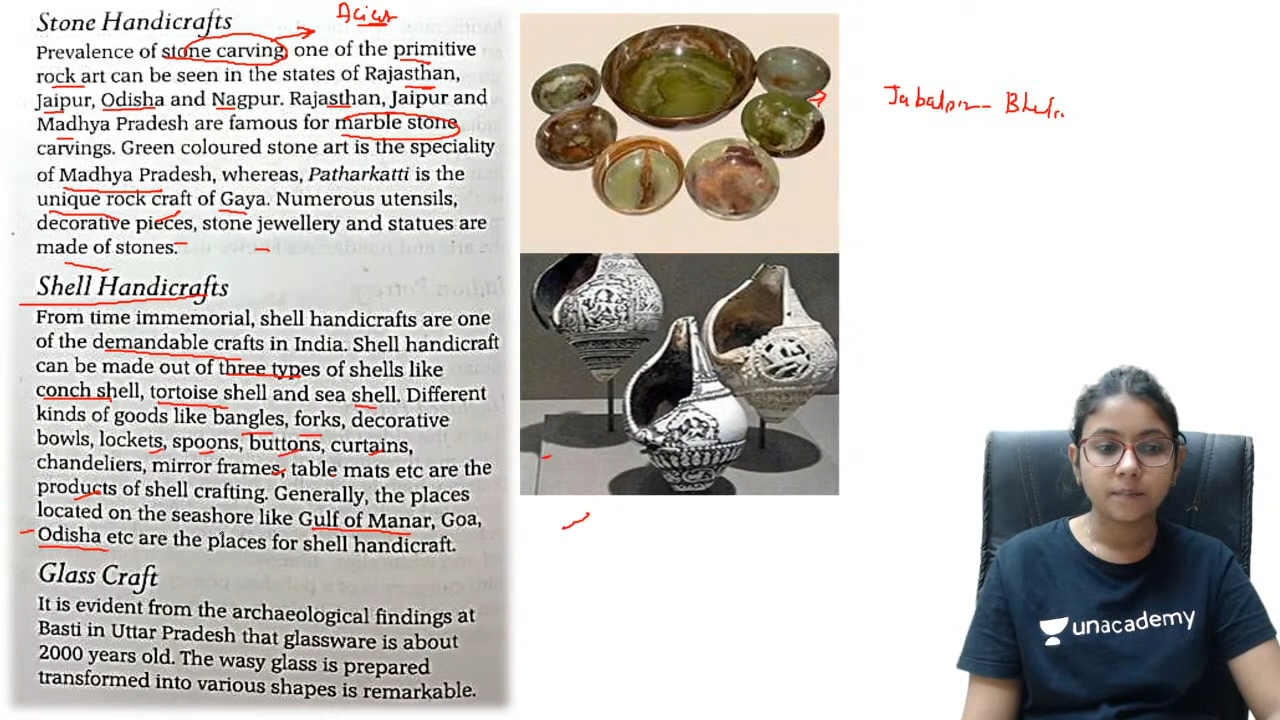 Stone Handicrafts
Prevalence of stone carving, one of the primitive
rock art can be seen in the states of Rajasthan,
Jaipur, Odisha and Nagpur. Rajasthan, Jaipur and
Madhya Pradesh are famous for marble stone
carvings. Green coloured stone art is the speciality
of Madhya Pradesh, whereas, Patharkatti is the
unique rock craft of Gaya. Numerous utensils,
decorative pieces, stone jewellery and statues are
made of stones.
Shell Handicrafts
From time immemorial, shell handicrafts are one
of the demandable crafts in India. Shell handicraft
can be made out of three types of shells like
conch shell, tortoise shell and sea shell. Different
kinds of goods like bangles, forks, decorative
bowls, lockets, spoons, buttons, curtains,
chandeliers, mirror frames, table mats etc are the
products of shell crafting. Generally, the places
located on the seashore like Gulf of Manar, Goa,
Odisha etc are the places for shell handicraft.
Glass Craft
It is evident from the archaeological findings at
Basti in Uttar Pradesh that glassware is about
2000 years old. The wasy glass is prepared
transformed into various shapes is remarkable.
Jabalpur -
unacademy